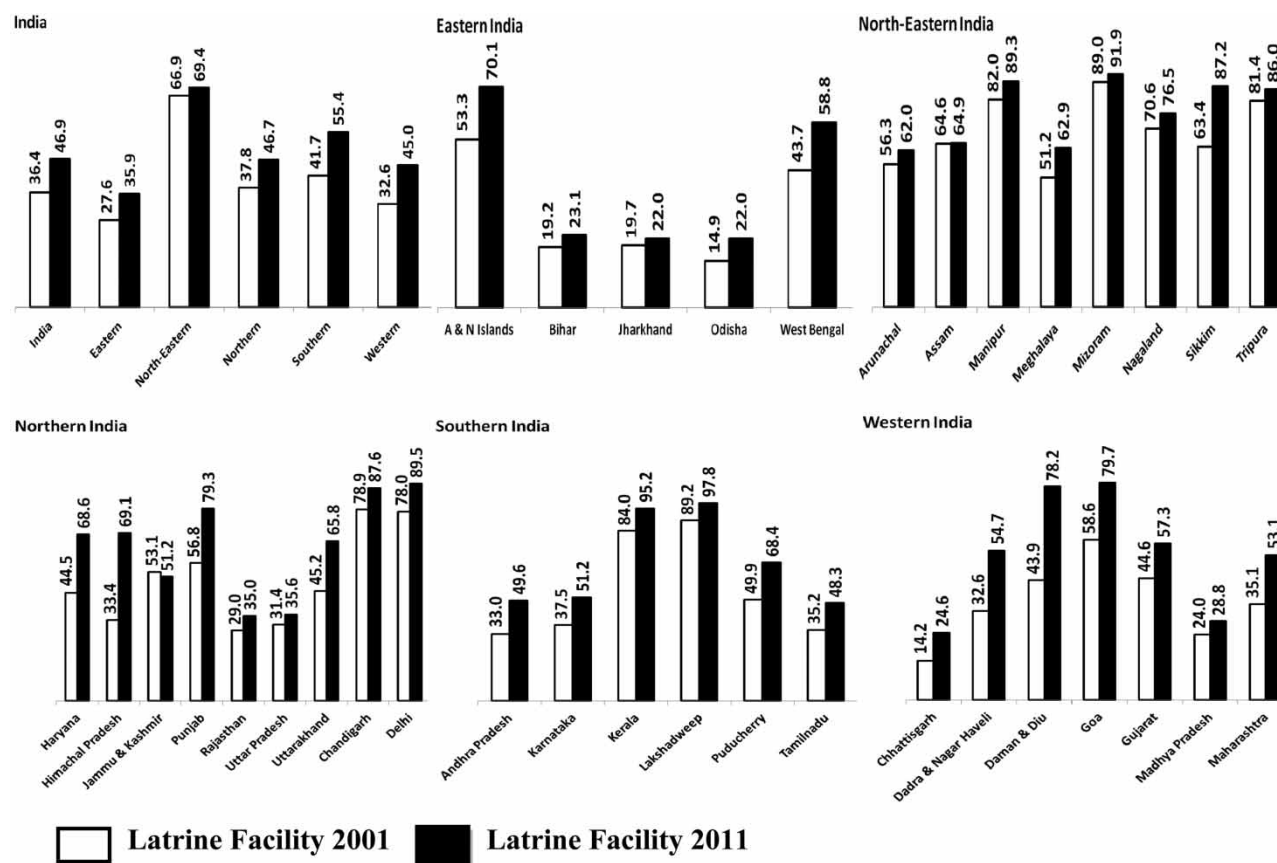 India
36.4 46.9 27.6 35.9 66.9 69.4 37.8 46.7 41.7 55.4 32.6 45.0
India Eastern North-Eastern Northern Southern Western
Eastern India
53.3 70.1 19.2 23.1 19.7 22.0 14.9 22.0 43.7 58.8
A & N Islands Bihar Jharkhand Odisha West Bengal
North-Eastern India
56.3 62.0 64.6 64.9 82.0 89.3 51.2 62.9 89.0 91.9 70.6 76.5 63.4 87.2 81.4 86.0
Arunachal Assam Manipur Meghalaya Mizoram Nagaland Sikkim Tripura
Northern India
44.5 68.6 33.4 69.1 53.1 51.2 56.8 79.3 29.0 35.0 31.4 35.6 45.2 65.8 78.9 87.6 78.0 89.5
Haryana Himachal Pradesh Jammu & Kashmir Punjab Rajasthan Uttar Pradesh Uttarakhand Chandigarh Delhi
Southern India
33.0 49.6 37.5 51.2 84.0 95.2 89.2 97.8 49.9 68.4 35.2 48.3
Andhra Pradesh Karnataka Kerala Lakshadweep Puducherry Tamilnadu
Western India
14.2 24.6 32.6 54.7 43.9 78.2 58.6 79.7 44.6 57.3 24.0 28.8 35.1 53.1
Chhattisgarh Dadra & Nagar Haveli Daman & Diu Goa Gujarat Madhya Pradesh Maharashtra
Latrine Facility 2001 Latrine Facility 2011